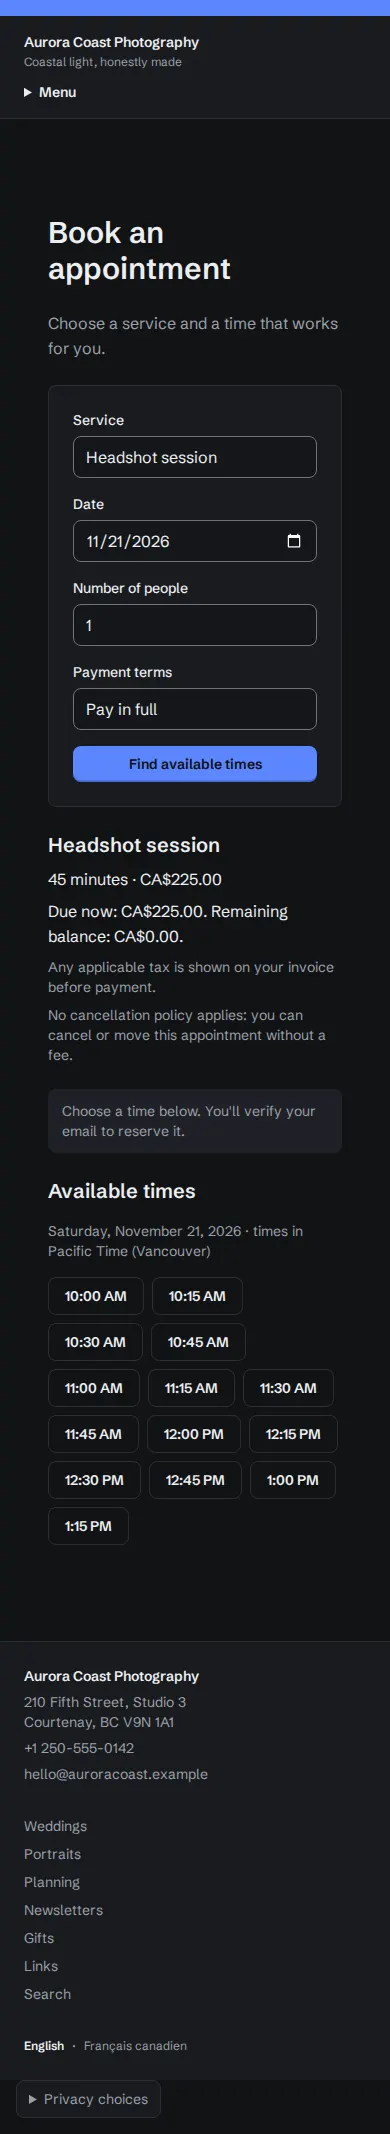 Aurora Coast Photography
Coastal light, honestly made
Menu
Book an
appointment
Choose a service and a time that works
for you.
Service
Headshot session
Date
11/21/2026
Number of people
1
Payment terms
Pay in full
Find available times
Headshot session
45 minutes · CA$225.00
Due now: CA$225.00. Remaining
balance: CA$0.00.
Any applicable tax is shown on your invoice
before payment.
No cancellation policy applies: you can
cancel or move this appointment without a
fee.
Choose a time below. You'll verify your
email to reserve it.
Available times
Saturday, November 21, 2026 · times in
Pacific Time (Vancouver)
10:00 AM 10:15 AM
10:30 AM 10:45 AM
11:00 AM 11:15 AM 11:30 AM
11:45 AM 12:00 PM 12:15 PM
12:30 PM 12:45 PM 1:00 PM
1:15 PM
Aurora Coast Photography
210 Fifth Street, Studio 3
Courtenay, BC V9N 1A1
+1 250-555-0142
hello@auroracoast.example
Weddings
Portraits
Planning
Newsletters
Gifts
Links
Search
English · Français canadien
Privacy choices